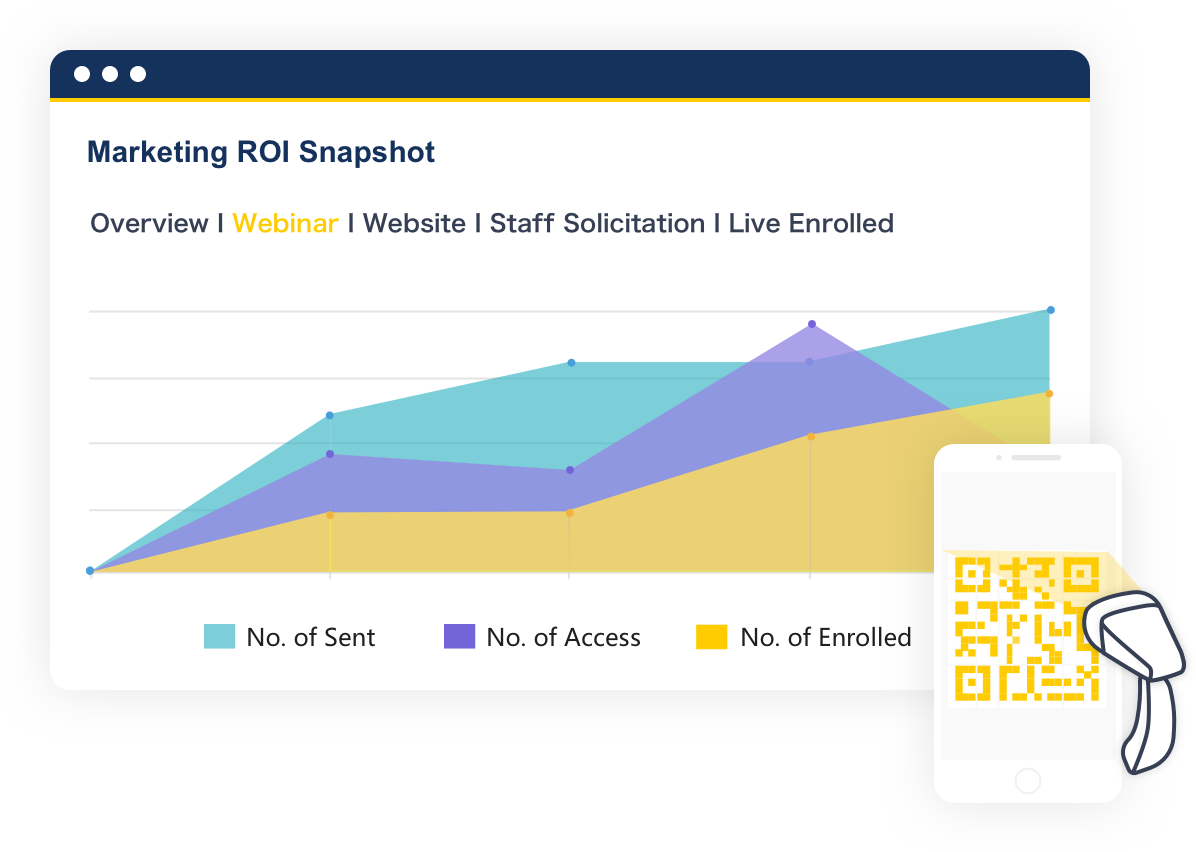 Marketing ROI Snapshot
Overview I Webinar I Website I Staff Solicitation I Live Enrolled
No. of Sent No. of Access No. of Enrolled